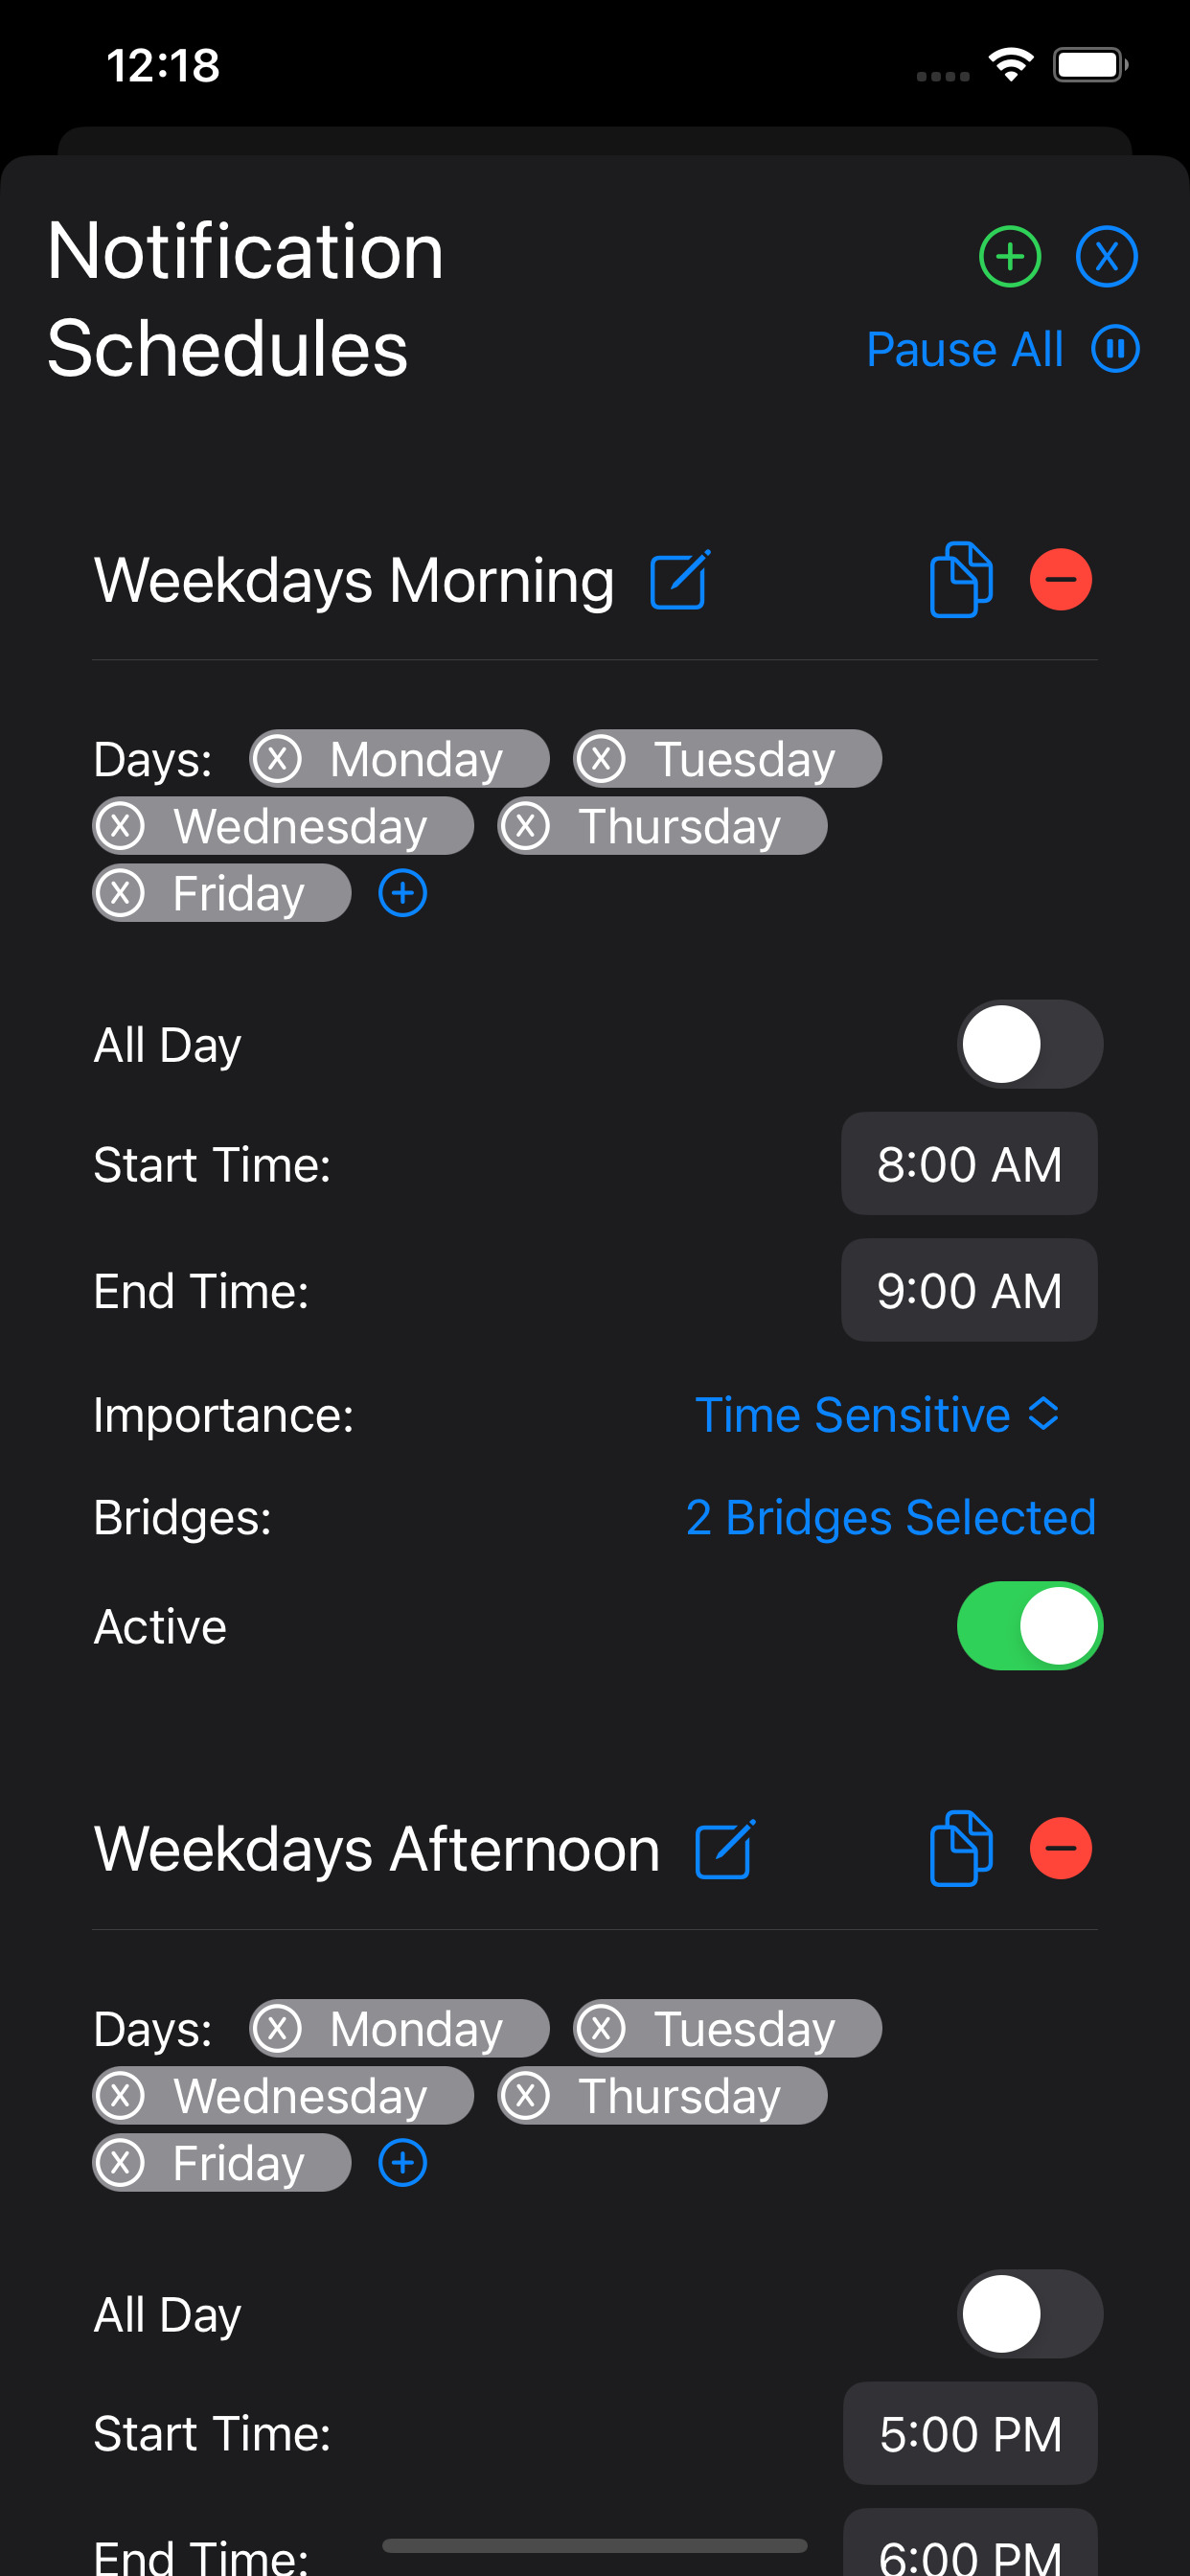 12:18
Notification
Schedules
Pause All
Weekdays Morning
Days: Monday Tuesday
Wednesday Thursday
Friday
All Day
Start Time: 8:00 AM
End Time: 9:00 AM
Importance: Time Sensitive
Bridges: 2 Bridges Selected
Active
Weekdays Afternoon
Days: Monday Tuesday
Wednesday Thursday
Friday
All Day
Start Time: 5:00 PM
End Time: 6:00 PM